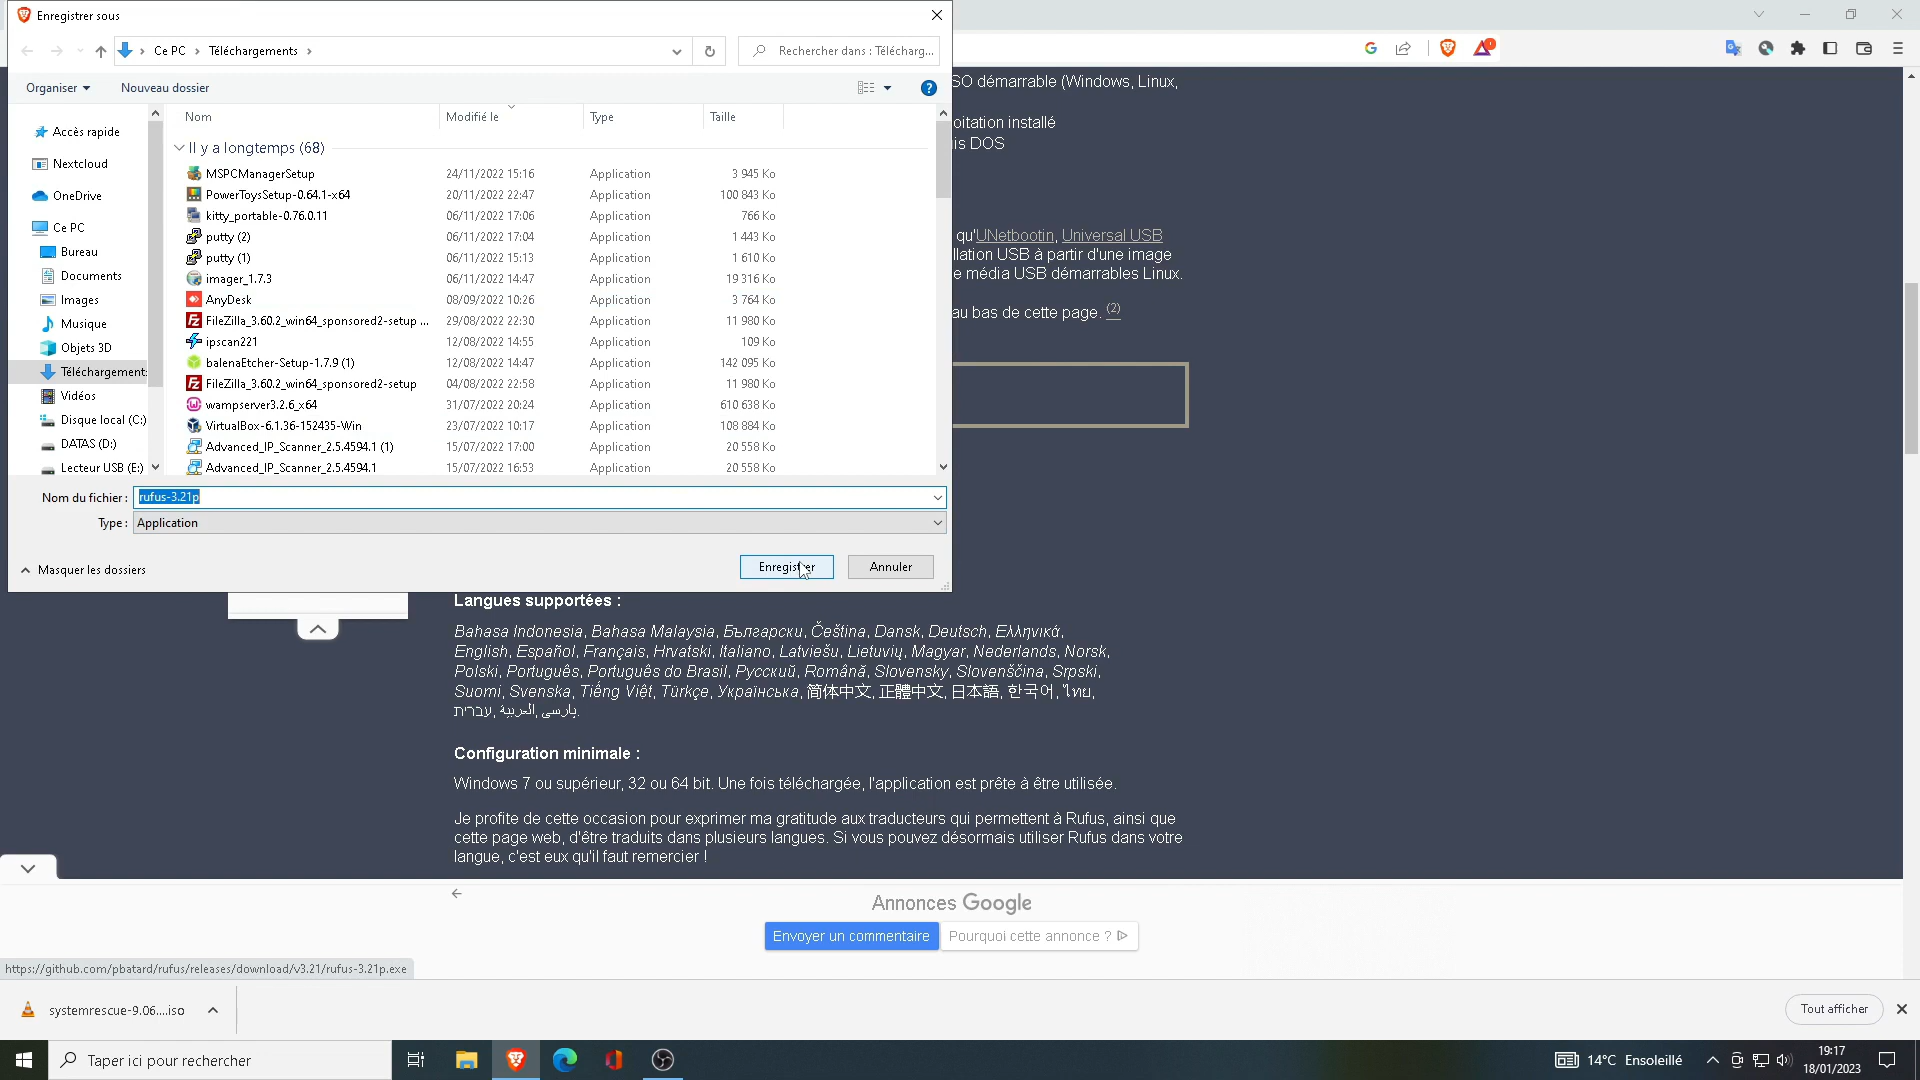 Enregistrer sous
Ce PC › Téléchargements ›
Rechercher dans : Télécharg...
Organiser
Nouveau dossier
Accès rapide
Nextcloud
OneDrive
Ce PC
Bureau
Documents
Images
Musique
Objets 3D
Téléchargement
Vidéos
Disque local (C:)
DATAS (D:)
Lecteur USB (E:)
Nom Modifié le Type Taille
Il y a longtemps (68)
MSPCManagerSetup 24/11/2022 15:16 Application 3 945 Ko
PowerToysSetup-0.64.1-x64 20/11/2022 22:47 Application 100 843 Ko
kitty_portable-0.76.0.11 06/11/2022 17:06 Application 766 Ko
putty (2) 06/11/2022 17:04 Application 1 443 Ko
putty (1) 06/11/2022 15:13 Application 1 610 Ko
imager_1.7.3 06/11/2022 14:47 Application 19 316 Ko
AnyDesk 08/09/2022 10:26 Application 3 764 Ko
FileZilla_3.60.2_win64_sponsored2-setup ... 29/08/2022 22:30 Application 11 980 Ko
ipscan221 12/08/2022 14:55 Application 109 Ko
balenaEtcher-Setup-1.7.9 (1) 12/08/2022 14:47 Application 142 095 Ko
FileZilla_3.60.2_win64_sponsored2-setup 04/08/2022 22:58 Application 11 980 Ko
wampserver3.2.6_x64 31/07/2022 20:24 Application 610 638 Ko
VirtualBox-6.1.36-152435-Win 23/07/2022 10:17 Application 108 884 Ko
Advanced_IP_Scanner_2.5.4594.1 (1) 15/07/2022 17:00 Application 20 558 Ko
Advanced_IP_Scanner_2.5.4594.1 15/07/2022 16:53 Application 20 558 Ko
Nom du fichier : rufus-3.21p
Type : Application
Masquer les dossiers
Enregistrer
Annuler
SO démarrable (Windows, Linux,
oitation installé
is DOS
qu'UNetbootin, Universal USB
llation USB à partir d'une image
e média USB démarrables Linux.
au bas de cette page. (2)
Langues supportées :
Bahasa Indonesia, Bahasa Malaysia, Български, Čeština, Dansk, Deutsch, Ελληνικά,
English, Español, Français, Hrvatski, Italiano, Latviešu, Lietuvių, Magyar, Nederlands, Norsk,
Polski, Português, Português do Brasil, Русский, Română, Slovensky, Slovenščina, Srpski,
Suomi, Svenska, Tiếng Việt, Türkçe, Українська, 简体中文, 正體中文, 日本語, 한국어, ไทย,
עברית, العربية, پارسی.
Configuration minimale :
Windows 7 ou supérieur, 32 ou 64 bit. Une fois téléchargée, l'application est prête à être utilisée.
Je profite de cette occasion pour exprimer ma gratitude aux traducteurs qui permettent à Rufus, ainsi que
cette page web, d'être traduits dans plusieurs langues. Si vous pouvez désormais utiliser Rufus dans votre
langue, c'est eux qu'il faut remercier !
Annonces Google
Envoyer un commentaire
Pourquoi cette annonce ?
https://github.com/pbatard/rufus/releases/download/v3.21/rufus-3.21p.exe
systemrescue-9.06....iso
Tout afficher
Taper ici pour rechercher
14°C Ensoleillé
19:17
18/01/2023